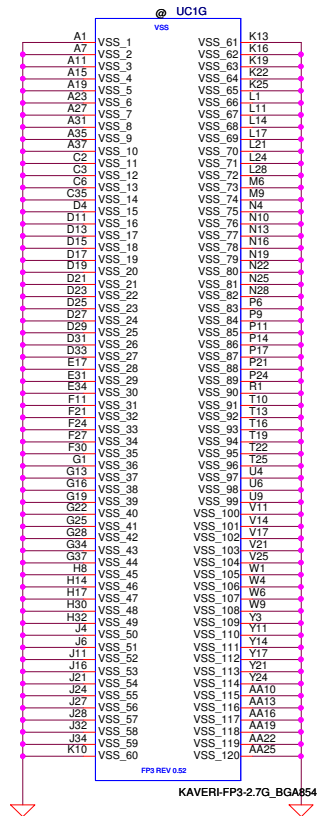 @ UC1G
VSS
A1 VSS_1 VSS_61 K13
A7 VSS_2 VSS_62 K16
A11 VSS_3 VSS_63 K19
A15 VSS_4 VSS_64 K22
A19 VSS_5 VSS_65 K25
A23 VSS_6 VSS_66 L1
A27 VSS_7 VSS_67 L11
A31 VSS_8 VSS_68 L14
A35 VSS_9 VSS_69 L17
A37 VSS_10 VSS_70 L21
C2 VSS_11 VSS_71 L24
C3 VSS_12 VSS_72 L28
C6 VSS_13 VSS_73 M6
C35 VSS_14 VSS_74 M9
D4 VSS_15 VSS_75 N4
D11 VSS_16 VSS_76 N10
D13 VSS_17 VSS_77 N13
D15 VSS_18 VSS_78 N16
D17 VSS_19 VSS_79 N19
D19 VSS_20 VSS_80 N22
D21 VSS_21 VSS_81 N25
D23 VSS_22 VSS_82 N28
D25 VSS_23 VSS_83 P6
D27 VSS_24 VSS_84 P9
D29 VSS_25 VSS_85 P11
D31 VSS_26 VSS_86 P14
D33 VSS_27 VSS_87 P17
E17 VSS_28 VSS_88 P21
E31 VSS_29 VSS_89 P24
E34 VSS_30 VSS_90 R1
F11 VSS_31 VSS_91 T10
F21 VSS_32 VSS_92 T13
F24 VSS_33 VSS_93 T16
F27 VSS_34 VSS_94 T19
F30 VSS_35 VSS_95 T22
G1 VSS_36 VSS_96 T25
G13 VSS_37 VSS_97 U4
G16 VSS_38 VSS_98 U6
G19 VSS_39 VSS_99 U9
G22 VSS_40 VSS_100 V11
G25 VSS_41 VSS_101 V14
G28 VSS_42 VSS_102 V17
G34 VSS_43 VSS_103 V21
G37 VSS_44 VSS_104 V25
H8 VSS_45 VSS_105 W1
H14 VSS_46 VSS_106 W4
H17 VSS_47 VSS_107 W6
H30 VSS_48 VSS_108 W9
H32 VSS_49 VSS_109 Y3
J4 VSS_50 VSS_110 Y11
J6 VSS_51 VSS_111 Y14
J11 VSS_52 VSS_112 Y17
J16 VSS_53 VSS_113 Y21
J21 VSS_54 VSS_114 Y24
J24 VSS_55 VSS_115 AA10
J27 VSS_56 VSS_116 AA13
J28 VSS_57 VSS_117 AA16
J32 VSS_58 VSS_118 AA19
J34 VSS_59 VSS_119 AA22
K10 VSS_60 VSS_120 AA25
FP3 REV 0.52
KAVERI-FP3-2.7G_BGA854